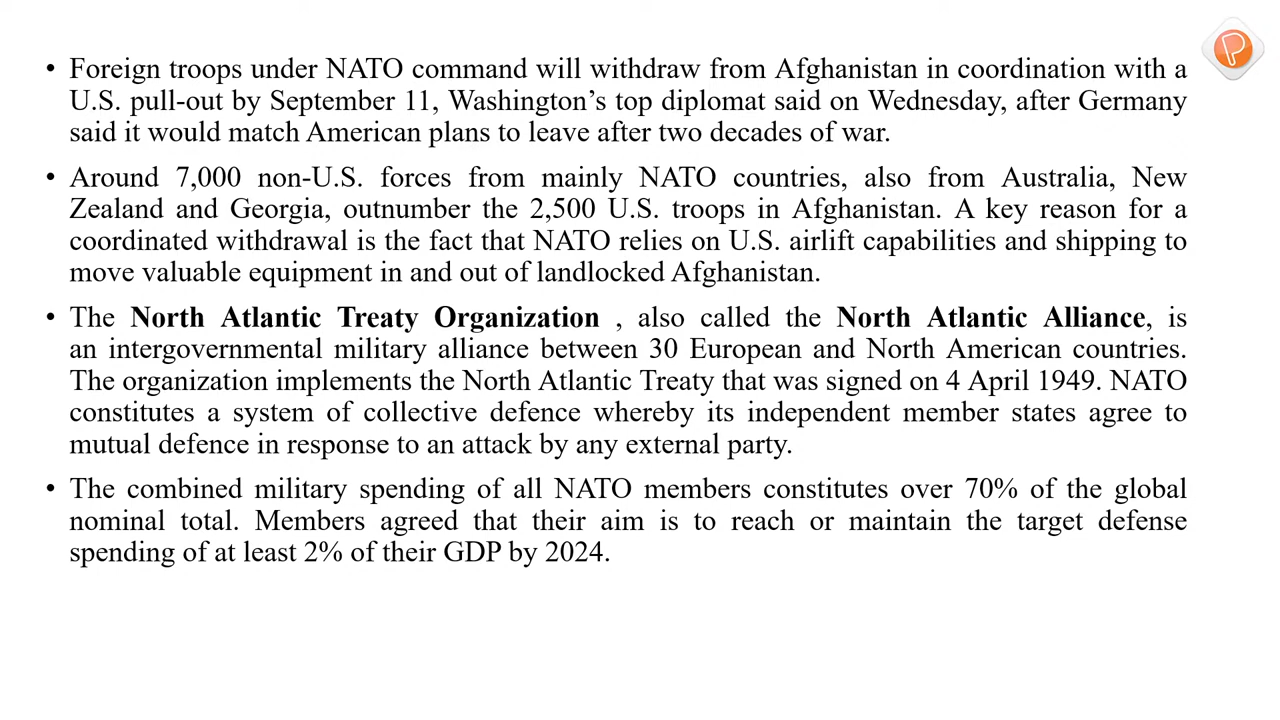 • Foreign troops under NATO command will withdraw from Afghanistan in coordination with a
U.S. pull-out by September 11, Washington’s top diplomat said on Wednesday, after Germany
said it would match American plans to leave after two decades of war.
• Around 7,000 non-U.S. forces from mainly NATO countries, also from Australia, New
Zealand and Georgia, outnumber the 2,500 U.S. troops in Afghanistan. A key reason for a
coordinated withdrawal is the fact that NATO relies on U.S. airlift capabilities and shipping to
move valuable equipment in and out of landlocked Afghanistan.
• The North Atlantic Treaty Organization , also called the North Atlantic Alliance, is
an intergovernmental military alliance between 30 European and North American countries.
The organization implements the North Atlantic Treaty that was signed on 4 April 1949. NATO
constitutes a system of collective defence whereby its independent member states agree to
mutual defence in response to an attack by any external party.
• The combined military spending of all NATO members constitutes over 70% of the global
nominal total. Members agreed that their aim is to reach or maintain the target defense
spending of at least 2% of their GDP by 2024.